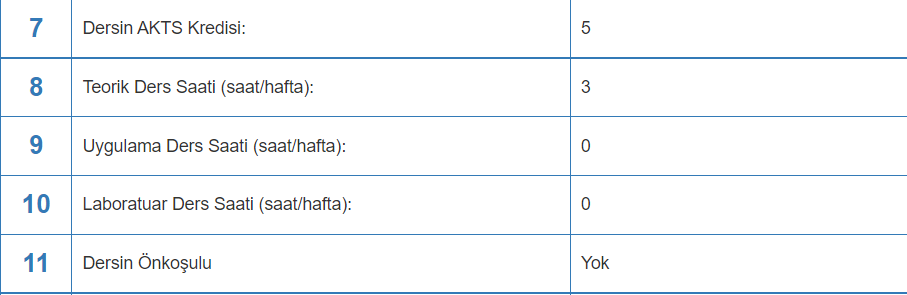 7 Dersin AKTS Kredisi: 5
8 Teorik Ders Saati (saat/hafta): 3
9 Uygulama Ders Saati (saat/hafta): 0
10 Laboratuar Ders Saati (saat/hafta): 0
11 Dersin Önkoşulu Yok